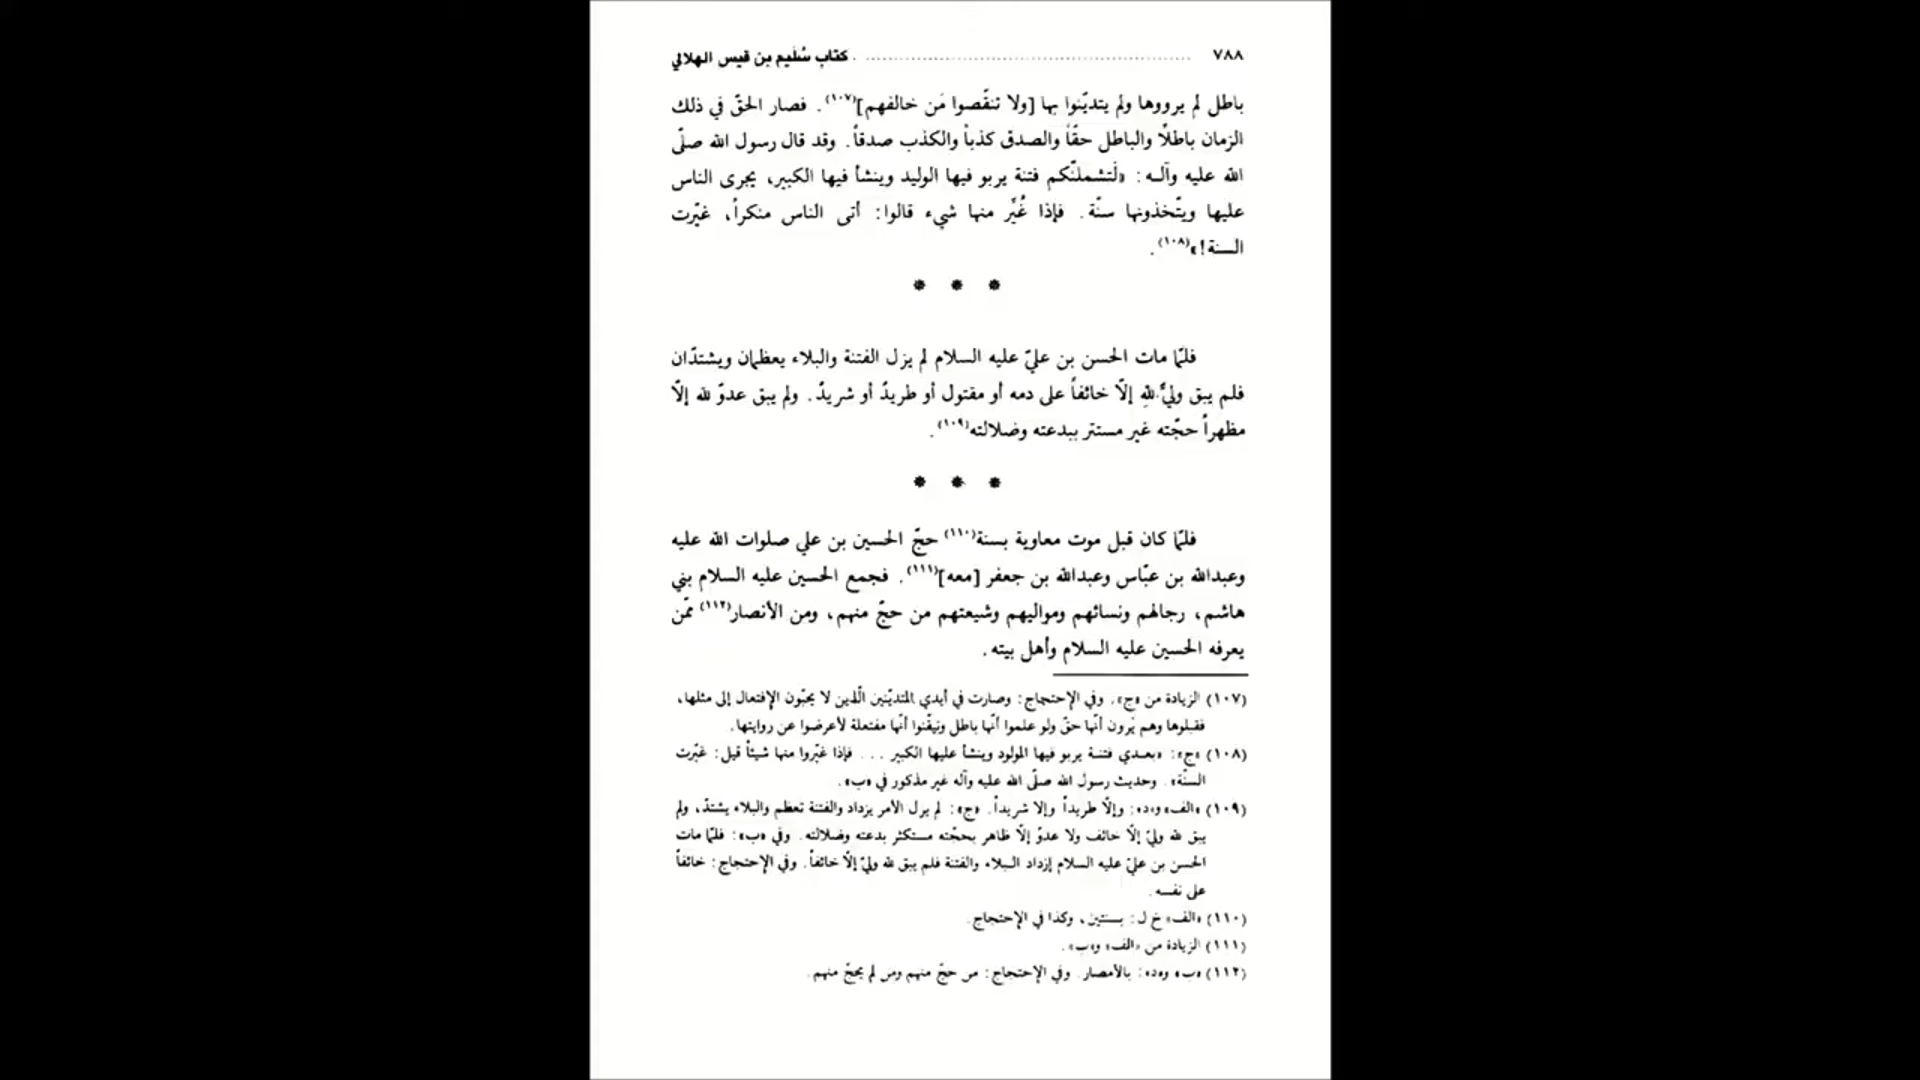 ٧٨٨ ........................................................ كتاب سُليم بن قيس الهلالي
باطل لم يرووها ولم يتديّنوا بها [ولا تنقّصوا مَن خالفهم](١٠٧). فصار الحقّ في ذلك
الزمان باطلًا والباطل حقّاً والصدق كذباً والكذب صدقاً. وقد قال رسول الله صلّى
الله عليه وآله: «لَتشملنّكم فتنة يربو فيها الوليد وينشأ فيها الكبير، يجرى الناس
عليها ويتّخذونها سنّة. فإذا غُيِّر منها شيء قالوا: أتى الناس منكراً، غيّرت
السنة!»(١٠٨).
* * *
فلمّا مات الحسن بن عليّ عليه السلام لم يزل الفتنة والبلاء يعظمان ويشتدّان
فلم يبق وليُّ للهِ إلّا خائفاً على دمه أو مقتول أو طريدٌ أو شريدٌ. ولم يبق عدوّ لله إلّا
مظهراً حجّته غير مستتر ببدعته وضلالته(١٠٩).
* * *
فلمّا كان قبل موت معاوية بسنة(١١٠) حجّ الحسين بن علي صلوات الله عليه
وعبدالله بن عبّاس وعبدالله بن جعفر [معه](١١١). فجمع الحسين عليه السلام بني
هاشم، رجالهم ونسائهم ومواليهم وشيعتهم من حجّ منهم، ومن الأنصار(١١٢) ممّن
يعرفه الحسين عليه السلام وأهل بيته.
(١٠٧) الزيادة من «ج». وفي الإحتجاج: وصارت في أيدي المتديّنين الّذين لا يحبّون الإفتعال إلى مثلها،
فقبلوها وهم يَرون أنّها حقّ ولو علموا أنّها باطل وتيقّنوا أنّها مفتعلة لأعرضوا عن روايتها.
(١٠٨) «ج»: «بعدي فتنة يربو فيها المولود وينشأ عليها الكبير ... فإذا غيّروا منها شيئاً قيل: غيّرت
السنّة». وحديث رسول الله صلّى الله عليه وآله غير مذكور في «ب».
(١٠٩) «الف» و«د»: وإلّا طريداً وإلا شريداً. «ج»: لم يزل الأمر يزداد والفتنة تعظم والبلاء يشتدّ، ولم
يبق لله وليّ إلّا خائف ولا عدوّ إلّا ظاهر بحجّته مستكثر بدعته وضلالته. وفي «ب»: فلمّا مات
الحسن بن عليّ عليه السلام إزداد البلاء والفتنة فلم يبق لله وليّ إلّا خائفاً. وفي الإحتجاج: خائفاً
على نفسه.
(١١٠) «الف» خ ل: بسنتين، وكذا في الإحتجاج.
(١١١) الزيادة من «الف» و«ب».
(١١٢) «ب» و«د»: بالأمصار. وفي الإحتجاج: من حجّ منهم ومن لم يحجّ منهم.